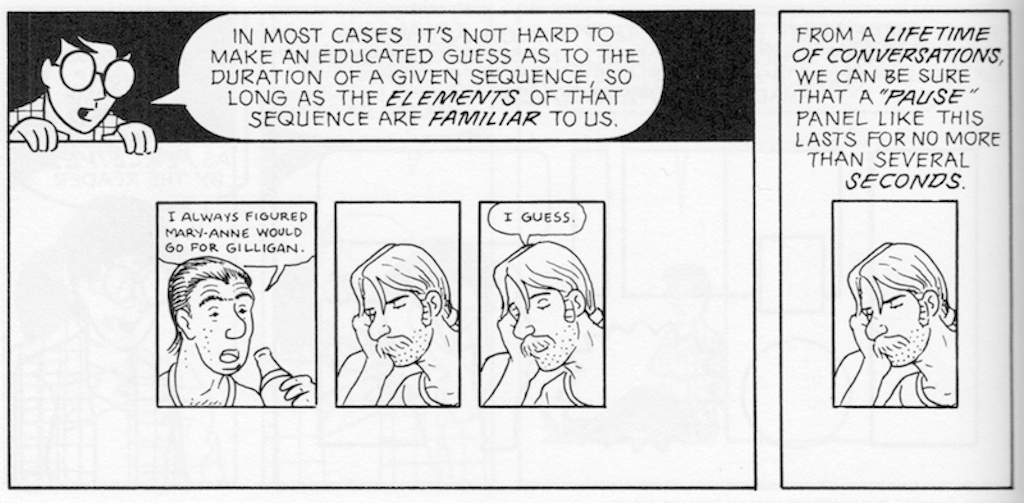 IN MOST CASES IT'S NOT HARD TO
MAKE AN EDUCATED GUESS AS TO THE
DURATION OF A GIVEN SEQUENCE, SO
LONG AS THE ELEMENTS OF THAT
SEQUENCE ARE FAMILIAR TO US.
I ALWAYS FIGURED
MARY-ANNE WOULD
GO FOR GILLIGAN.
I GUESS.
FROM A LIFETIME
OF CONVERSATIONS,
WE CAN BE SURE
THAT A "PAUSE"
PANEL LIKE THIS
LASTS FOR NO MORE
THAN SEVERAL
SECONDS.